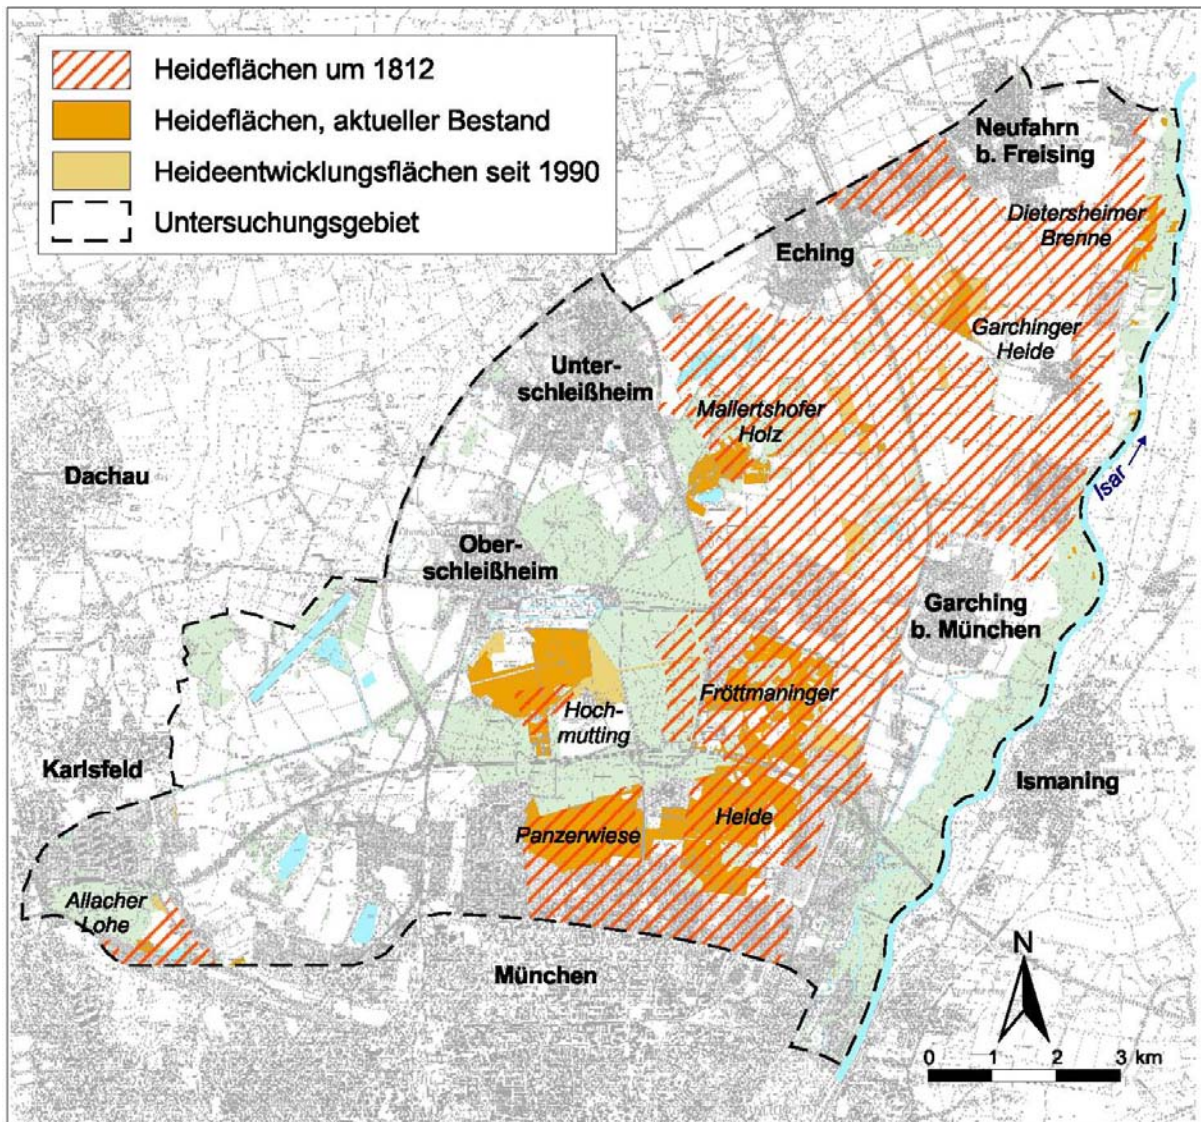 Heideflächen um 1812
Heideflächen, aktueller Bestand
Heideentwicklungsflächen seit 1990
Untersuchungsgebiet
Neufahrn
b. Freising
Dietersheimer
Brenne
Eching
Garchinger
Heide
Unter-
schleißheim
Mallertshofer
Holz
Dachau
Isar
Ober-
schleißheim
Garching
b. München
Fröttmaninger
Hoch-
mutting
Karlsfeld
Ismaning
Heide
Panzerwiese
Allacher
Lohe
München
N
0 1 2 3 km